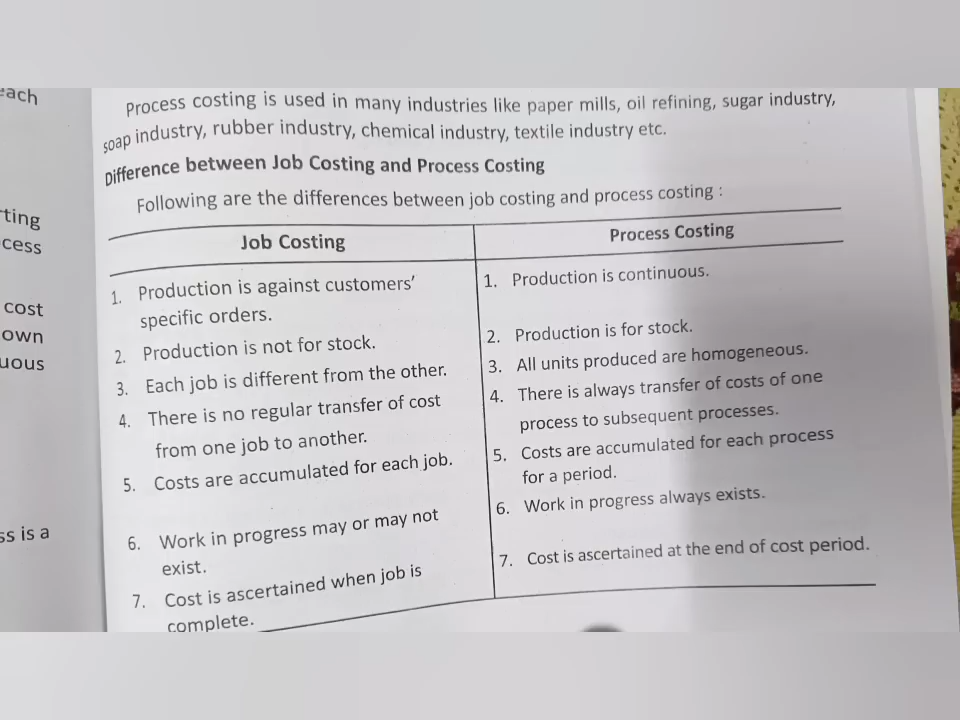 each
rting
cess
cost
own
uous
ss is a
Process costing is used in many industries like paper mills, oil refining, sugar industry,
soap industry, rubber industry, chemical industry, textile industry etc.
Difference between Job Costing and Process Costing
Following are the differences between job costing and process costing :
Job Costing
1. Production is against customers'
specific orders.
2. Production is not for stock.
3. Each job is different from the other.
4. There is no regular transfer of cost
from one job to another.
5. Costs are accumulated for each job.
6. Work in progress may or may not
exist.
7. Cost is ascertained when job is
complete.
Process Costing
1. Production is continuous.
2. Production is for stock.
3. All units produced are homogeneous.
4. There is always transfer of costs of one
process to subsequent processes.
5. Costs are accumulated for each process
for a period.
6. Work in progress always exists.
7. Cost is ascertained at the end of cost period.